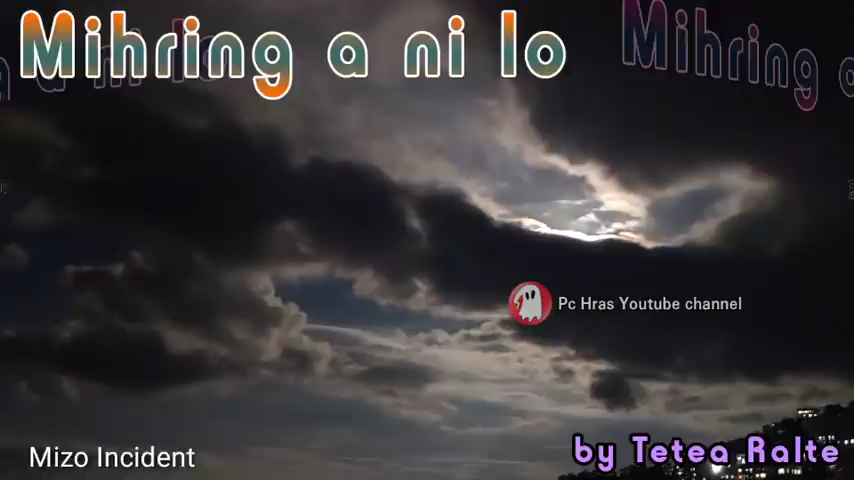 Mihring a ni lo
Mihring a
Pc Hras Youtube channel
Mizo Incident
by Tetea Ralte